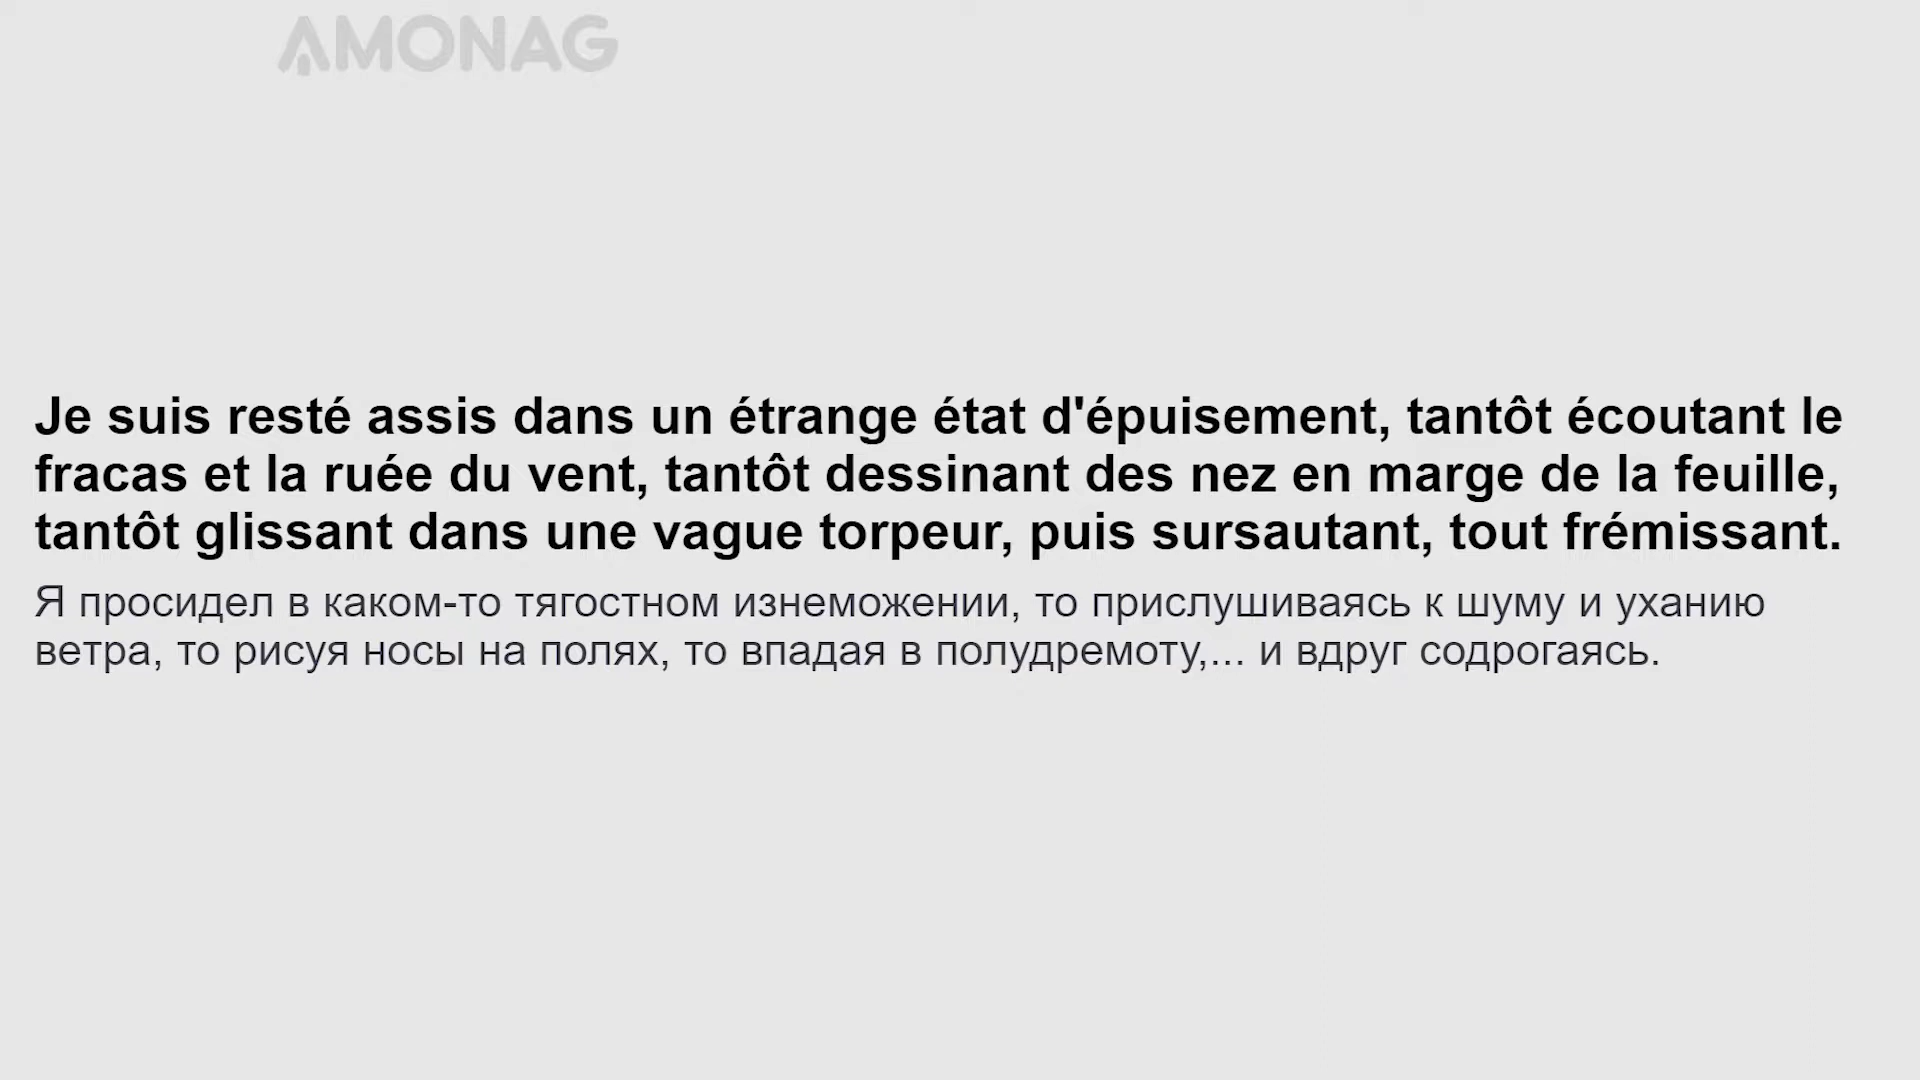 AMONAG
Je suis resté assis dans un étrange état d'épuisement, tantôt écoutant le
fracas et la ruée du vent, tantôt dessinant des nez en marge de la feuille,
tantôt glissant dans une vague torpeur, puis sursautant, tout frémissant.
Я просидел в каком-то тягостном изнеможении, то прислушиваясь к шуму и уханию
ветра, то рисуя носы на полях, то впадая в полудремоту,... и вдруг содрогаясь.